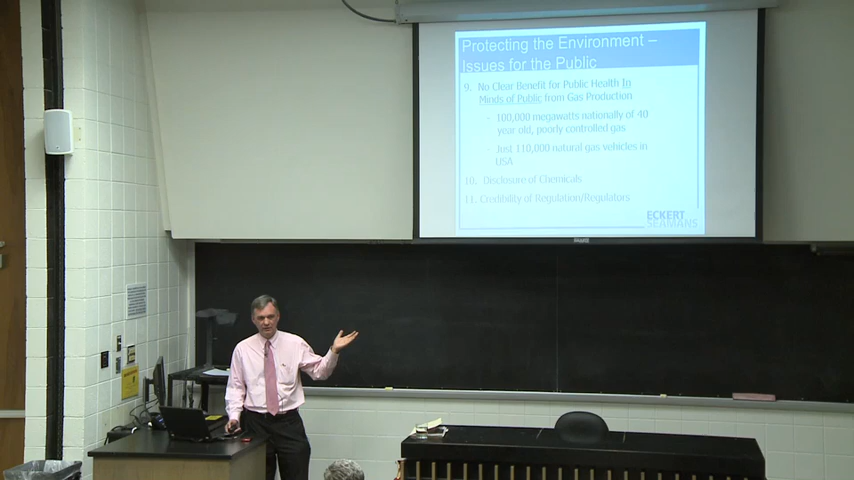 Protecting the Environment –
Issues for the Public
9. No Clear Benefit for Public Health In
Minds of Public from Gas Production
– 100,000 megawatts nationally of 40
year old, poorly controlled gas
– Just 110,000 natural gas vehicles in
USA
10. Disclosure of Chemicals
11. Credibility of Regulation/Regulators
ECKERT
SEAMANS